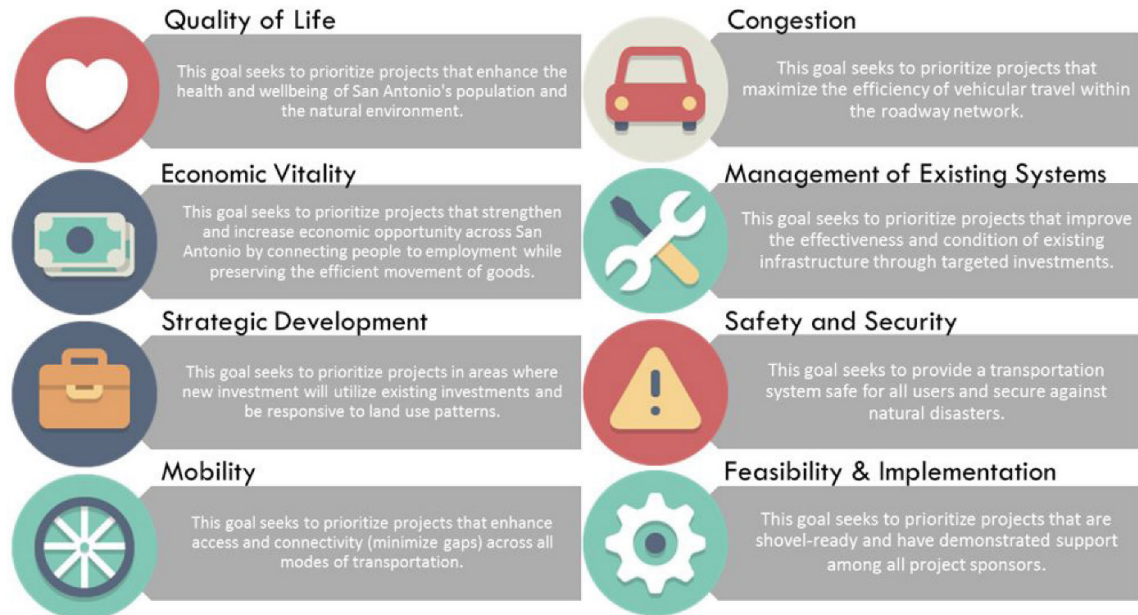 Quality of Life
This goal seeks to prioritize projects that enhance the
health and wellbeing of San Antonio's population and
the natural environment.
Economic Vitality
This goal seeks to prioritize projects that strengthen
and increase economic opportunity across San
Antonio by connecting people to employment while
preserving the efficient movement of goods.
Strategic Development
This goal seeks to prioritize projects in areas where
new investment will utilize existing investments and
be responsive to land use patterns.
Mobility
This goal seeks to prioritize projects that enhance
access and connectivity (minimize gaps) across all
modes of transportation.
Congestion
This goal seeks to prioritize projects that
maximize the efficiency of vehicular travel within
the roadway network.
Management of Existing Systems
This goal seeks to prioritize projects that improve
the effectiveness and condition of existing
infrastructure through targeted investments.
Safety and Security
This goal seeks to provide a transportation
system safe for all users and secure against
natural disasters.
Feasibility & Implementation
This goal seeks to prioritize projects that are
shovel-ready and have demonstrated support
among all project sponsors.